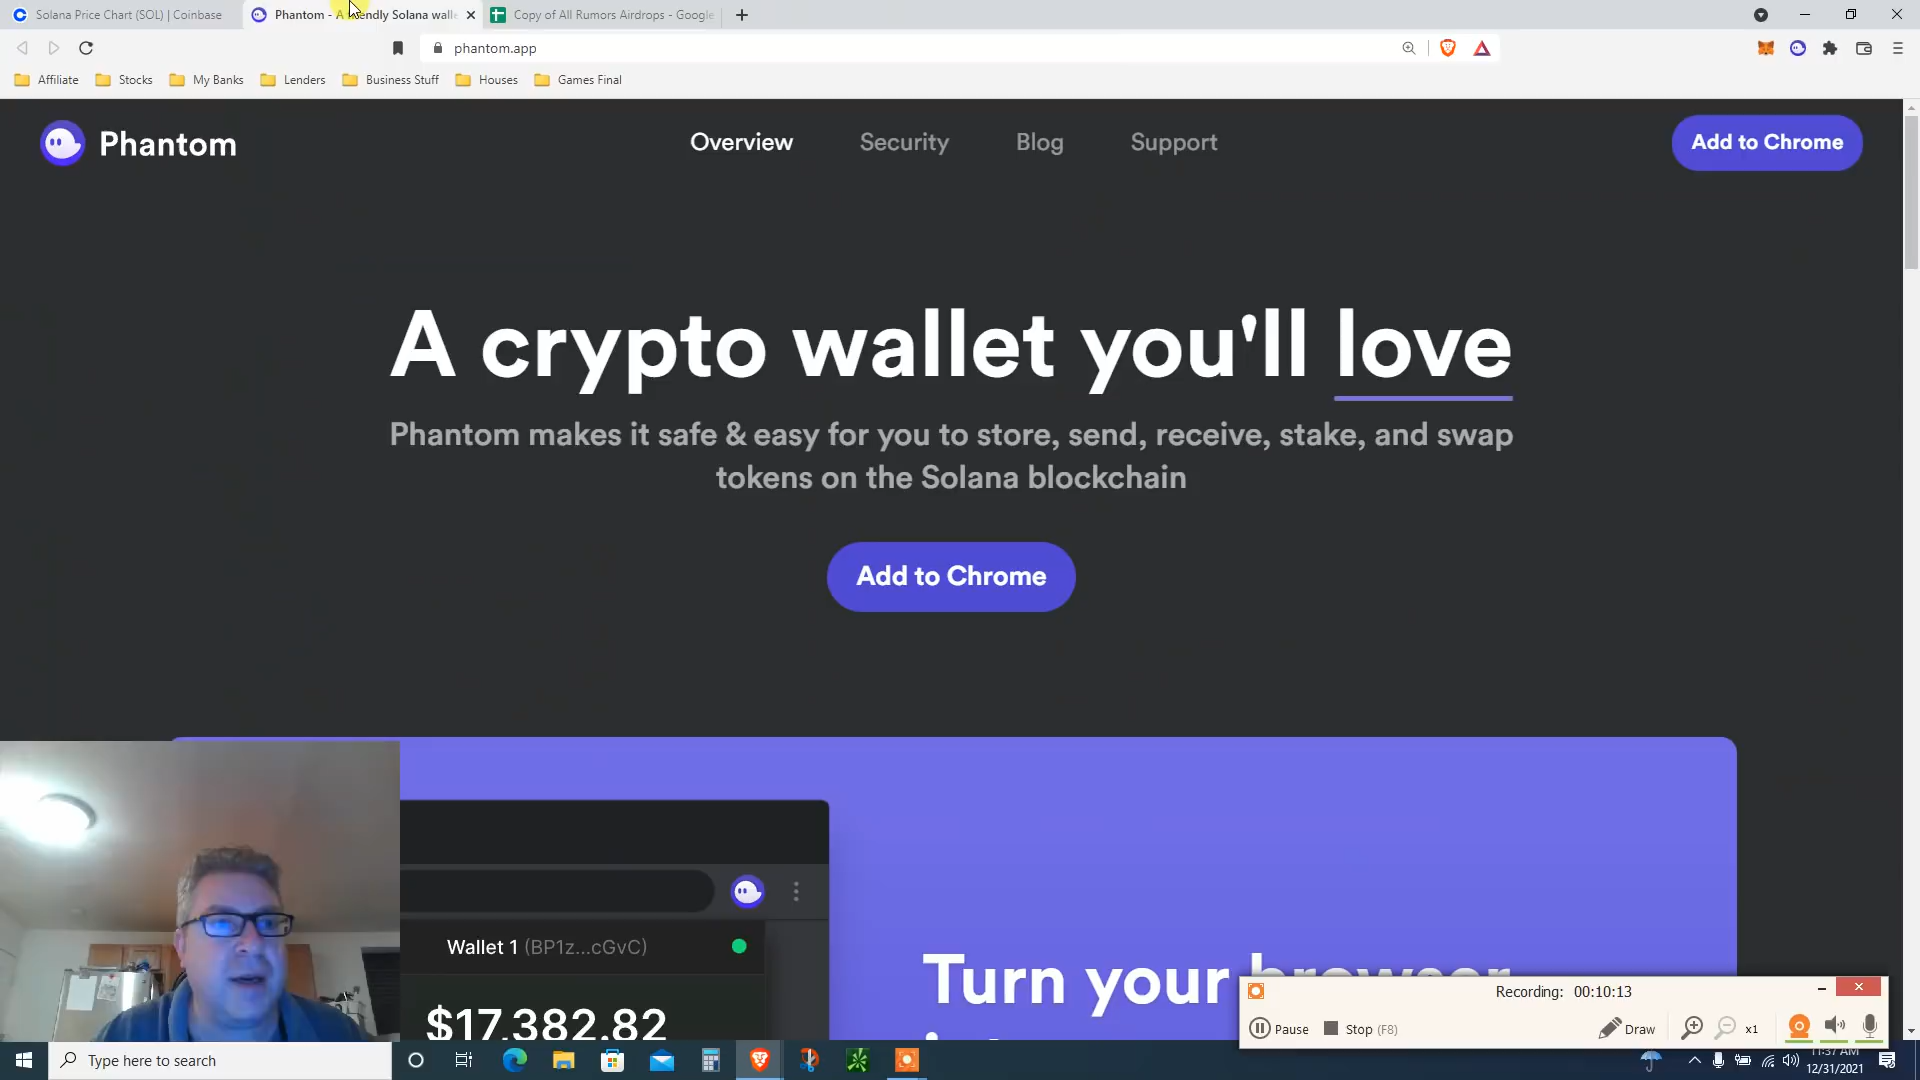 Solana Price Chart (SOL) | Coinbase
Phantom - A friendly Solana walle
Copy of All Rumors Airdrops - Google
phantom.app
Affiliate
Stocks
My Banks
Lenders
Business Stuff
Houses
Games Final
Phantom
Overview
Security
Blog
Support
Add to Chrome
A crypto wallet you'll love
Phantom makes it safe & easy for you to store, send, receive, stake, and swap
tokens on the Solana blockchain
Add to Chrome
Wallet 1 (BP1z...cGvC)
$17,382.82
Turn your browser
Recording: 00:10:13
Pause
Stop (F8)
Draw
x1
Type here to search
11:37 AM
12/31/2021